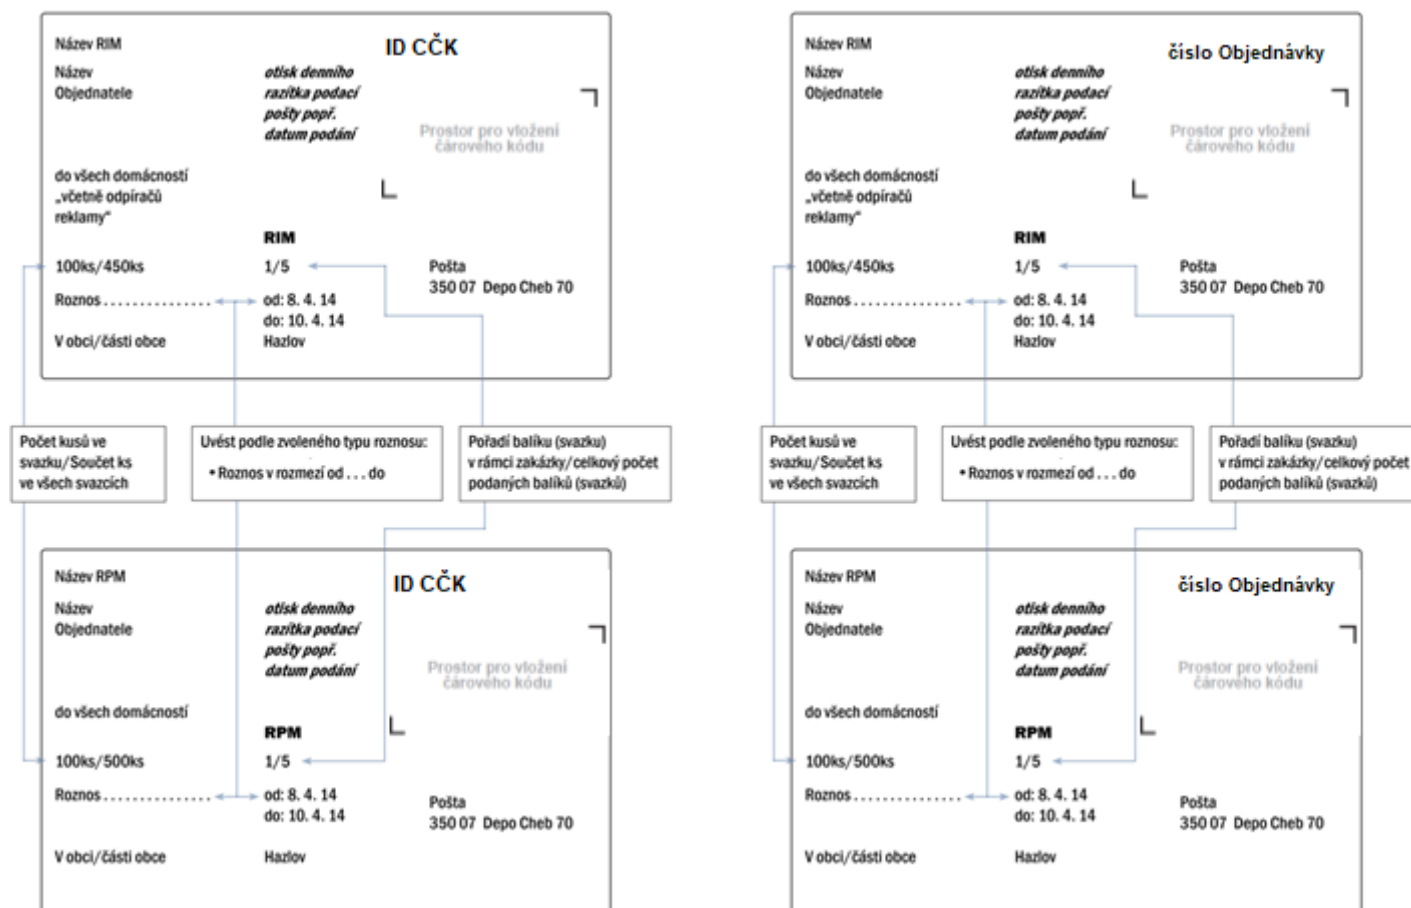 Název RIM
ID CČK
Název
Objednatele
otisk denního
razítka podací
pošty popř.
datum podání
Prostor pro vložení
čárového kódu
do všech domácností
„včetně odpíračů
reklamy“
RIM
100ks/450ks
1/5
Pošta
350 07 Depo Cheb 70
Roznos . . . . . . . . . . . . . . . .
od: 8. 4. 14
do: 10. 4. 14
V obci/části obce
Hazlov
Název RIM
číslo Objednávky
Název
Objednatele
otisk denního
razítka podací
pošty popř.
datum podání
Prostor pro vložení
čárového kódu
do všech domácností
„včetně odpíračů
reklamy“
RIM
100ks/450ks
1/5
Pošta
350 07 Depo Cheb 70
Roznos . . . . . . . . . . . . . . . .
od: 8. 4. 14
do: 10. 4. 14
V obci/části obce
Hazlov
Počet kusů ve
svazku/Součet ks
ve všech svazcích
Uvést podle zvoleného typu roznosu:
• Roznos v rozmezí od . . . do
Pořadí balíku (svazku)
v rámci zakázky/celkový počet
podaných balíků (svazků)
Počet kusů ve
svazku/Součet ks
ve všech svazcích
Uvést podle zvoleného typu roznosu:
• Roznos v rozmezí od . . . do
Pořadí balíku (svazku)
v rámci zakázky/celkový počet
podaných balíků (svazků)
Název RPM
ID CČK
Název
Objednatele
otisk denního
razítka podací
pošty popř.
datum podání
Prostor pro vložení
čárového kódu
do všech domácností
RPM
100ks/500ks
1/5
Roznos . . . . . . . . . . . . . . . .
od: 8. 4. 14
do: 10. 4. 14
Pošta
350 07 Depo Cheb 70
V obci/části obce
Hazlov
Název RPM
číslo Objednávky
Název
Objednatele
otisk denního
razítka podací
pošty popř.
datum podání
Prostor pro vložení
čárového kódu
do všech domácností
RPM
100ks/500ks
1/5
Roznos . . . . . . . . . . . . . . . .
od: 8. 4. 14
do: 10. 4. 14
Pošta
350 07 Depo Cheb 70
V obci/části obce
Hazlov